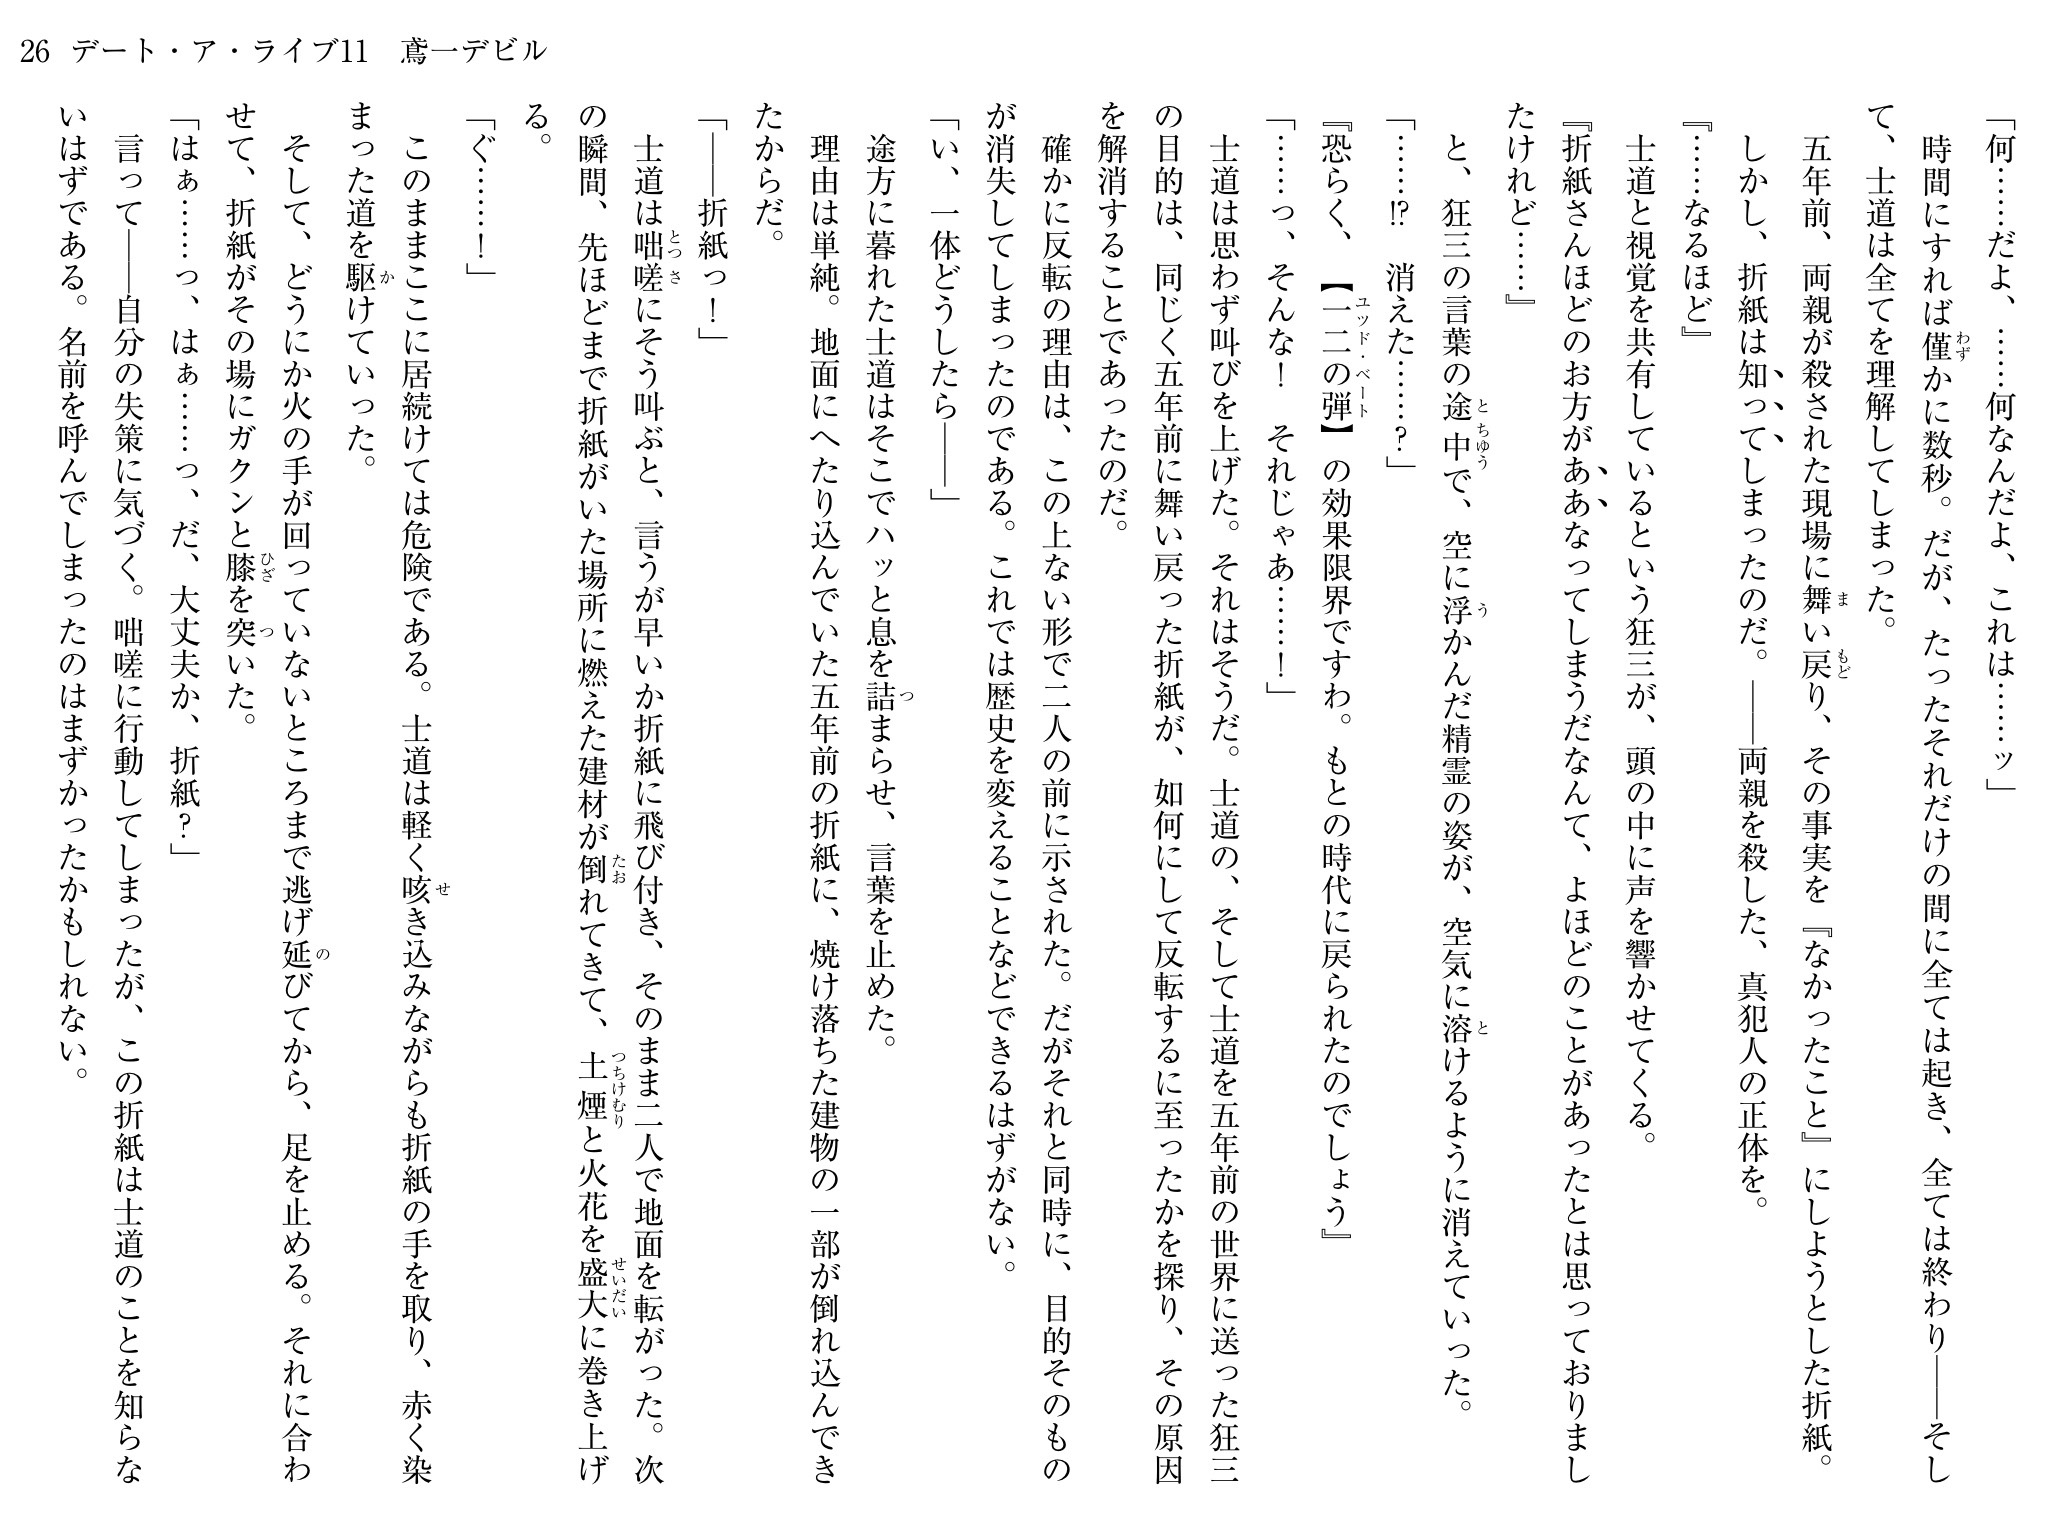 26 デート・ア・ライブ11　鳶一デビル
「何……だよ、……何なんだよ、これは……ッ」
　時間にすれば僅かに数秒。だが、たったそれだけの間に全ては起き、全ては終わり――そし
て、士道は全てを理解してしまった。
　五年前、両親が殺された現場に舞い戻り、その事実を『なかったこと』にしようとした折紙。
　しかし、折紙は知ってしまったのだ。――両親を殺した、真犯人の正体を。
『……なるほど』
　士道と視覚を共有しているという狂三が、頭の中に声を響かせてくる。
『折紙さんほどのお方がああなってしまうだなんて、よほどのことがあったとは思っておりまし
たけれど……』
　と、狂三の言葉の途中で、空に浮かんだ精霊の姿が、空気に溶けるように消えていった。
「……!?　消えた……？」
『恐らく、【一二の弾】の効果限界ですわ。もとの時代に戻られたのでしょう』
「……っ、そんな！　それじゃあ……！」
　士道は思わず叫びを上げた。それはそうだ。士道の、そして士道を五年前の世界に送った狂三
の目的は、同じく五年前に舞い戻った折紙が、如何にして反転するに至ったかを探り、その原因
を解消することであったのだ。
　確かに反転の理由は、この上ない形で二人の前に示された。だがそれと同時に、目的そのもの
が消失してしまったのである。これでは歴史を変えることなどできるはずがない。
「い、一体どうしたら――」
　途方に暮れた士道はそこでハッと息を詰まらせ、言葉を止めた。
　理由は単純。地面にへたり込んでいた五年前の折紙に、焼け落ちた建物の一部が倒れ込んでき
たからだ。
「――折紙っ！」
　士道は咄嗟にそう叫ぶと、言うが早いか折紙に飛び付き、そのまま二人で地面を転がった。次
の瞬間、先ほどまで折紙がいた場所に燃えた建材が倒れてきて、土煙と火花を盛大に巻き上げ
る。
「ぐ……！」
　このままここに居続けては危険である。士道は軽く咳き込みながらも折紙の手を取り、赤く染
まった道を駆けていった。
　そして、どうにか火の手が回っていないところまで逃げ延びてから、足を止める。それに合わ
せて、折紙がその場にガクンと膝を突いた。
「はぁ……っ、はぁ……っ、だ、大丈夫か、折紙？」
　言って――自分の失策に気づく。咄嗟に行動してしまったが、この折紙は士道のことを知らな
いはずである。名前を呼んでしまったのはまずかったかもしれない。